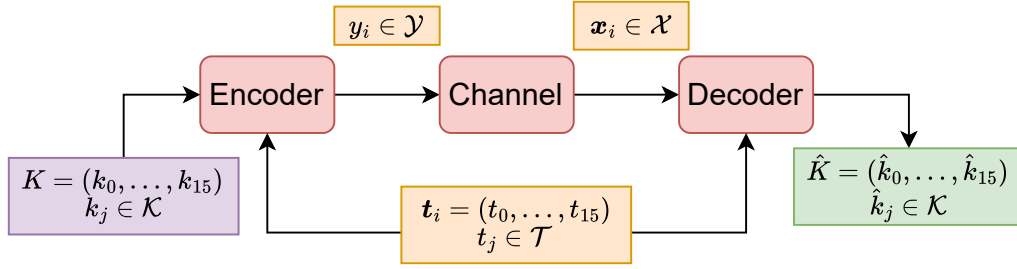 y_i ∈ 𝒴
𝒙_i ∈ 𝒳
Encoder
Channel
Decoder
K = (k_0, . . . , k_15)
k_j ∈ 𝒦
𝒕_i = (t_0, . . . , t_15)
t_j ∈ 𝒯
K̂ = (k̂_0, . . . , k̂_15)
k̂_j ∈ 𝒦